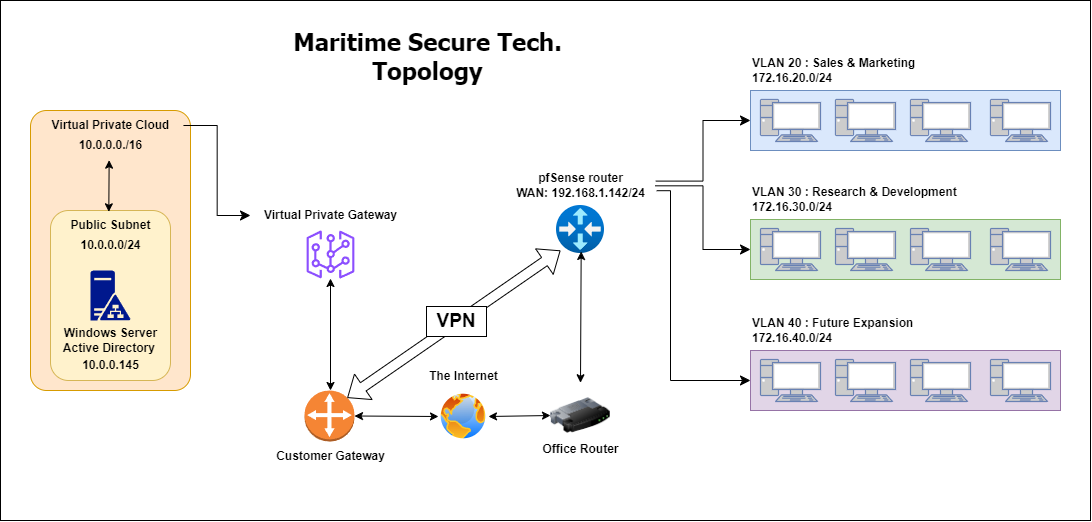 Maritime Secure Tech.
Topology
Virtual Private Cloud
10.0.0.0./16
Public Subnet
10.0.0.0/24
Windows Server
Active Directory
10.0.0.145
Virtual Private Gateway
VPN
Customer Gateway
The Internet
pfSense router
WAN: 192.168.1.142/24
Office Router
VLAN 20 : Sales & Marketing
172.16.20.0/24
VLAN 30 : Research & Development
172.16.30.0/24
VLAN 40 : Future Expansion
172.16.40.0/24